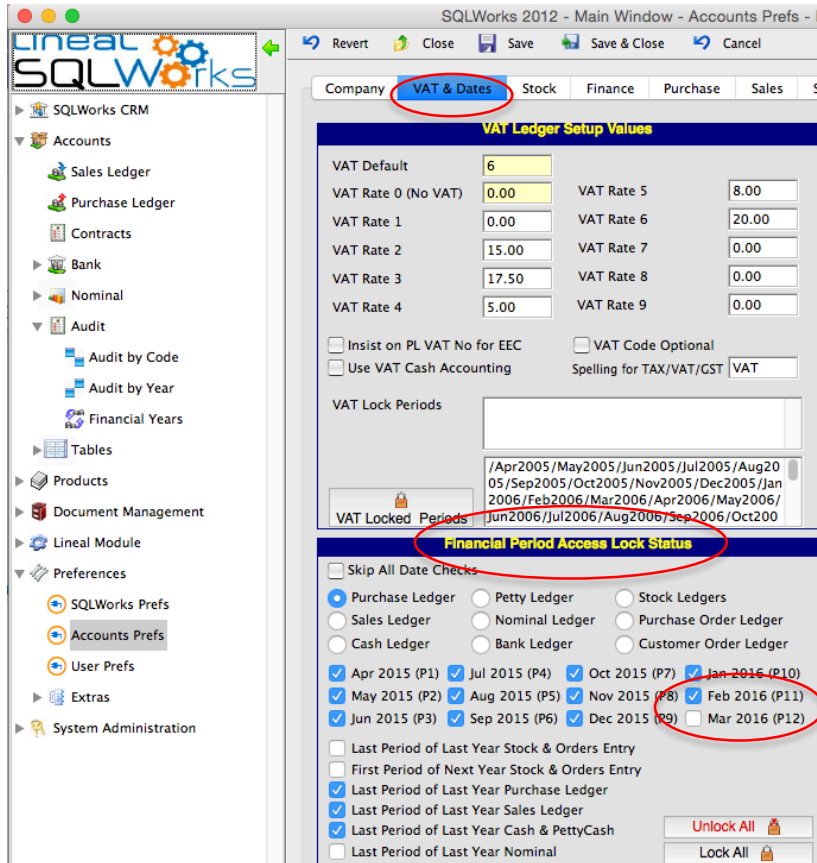 SQLWorks 2012 - Main Window - Accounts Prefs -
Lineal
SQLWorks
Revert Close Save Save & Close Cancel
Company VAT & Dates Stock Finance Purchase Sales S
SQLWorks CRM
Accounts
Sales Ledger
Purchase Ledger
Contracts
Bank
Nominal
Audit
Audit by Code
Audit by Year
Financial Years
Tables
Products
Document Management
Lineal Module
Preferences
SQLWorks Prefs
Accounts Prefs
User Prefs
Extras
System Administration
VAT Ledger Setup Values
VAT Default 6
VAT Rate 0 (No VAT) 0.00 VAT Rate 5 8.00
VAT Rate 1 0.00 VAT Rate 6 20.00
VAT Rate 2 15.00 VAT Rate 7 0.00
VAT Rate 3 17.50 VAT Rate 8 0.00
VAT Rate 4 5.00 VAT Rate 9 0.00
Insist on PL VAT No for EEC VAT Code Optional
Use VAT Cash Accounting Spelling for TAX/VAT/GST VAT
VAT Lock Periods
/Apr2005/May2005/Jun2005/Jul2005/Aug20
05/Sep2005/Oct2005/Nov2005/Dec2005/Jan
2006/Feb2006/Mar2006/Apr2006/May2006/
Jun2006/Jul2006/Aug2006/Sep2006/Oct200
VAT Locked Periods
Financial Period Access Lock Status
Skip All Date Checks
Purchase Ledger Petty Ledger Stock Ledgers
Sales Ledger Nominal Ledger Purchase Order Ledger
Cash Ledger Bank Ledger Customer Order Ledger
Apr 2015 (P1) Jul 2015 (P4) Oct 2015 (P7) Jan 2016 (P10)
May 2015 (P2) Aug 2015 (P5) Nov 2015 (P8) Feb 2016 (P11)
Jun 2015 (P3) Sep 2015 (P6) Dec 2015 (P9) Mar 2016 (P12)
Last Period of Last Year Stock & Orders Entry
First Period of Next Year Stock & Orders Entry
Last Period of Last Year Purchase Ledger
Last Period of Last Year Sales Ledger
Last Period of Last Year Cash & PettyCash
Last Period of Last Year Nominal
Unlock All
Lock All